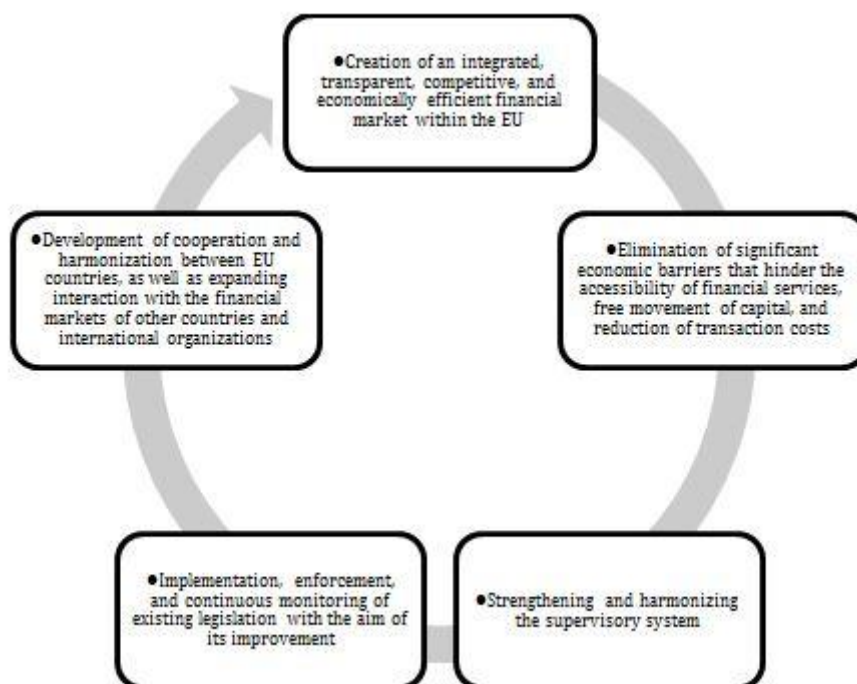 ●Creation of an integrated,
transparent, competitive, and
economically efficient financial
market within the EU
●Elimination of significant
economic barriers that hinder the
accessibility of financial services,
free movement of capital, and
reduction of transaction costs
●Strengthening and harmonizing
the supervisory system
●Implementation, enforcement,
and continuous monitoring of
existing legislation with the aim of
its improvement
●Development of cooperation and
harmonization between EU
countries, as well as expanding
interaction with the financial
markets of other countries and
international organizations